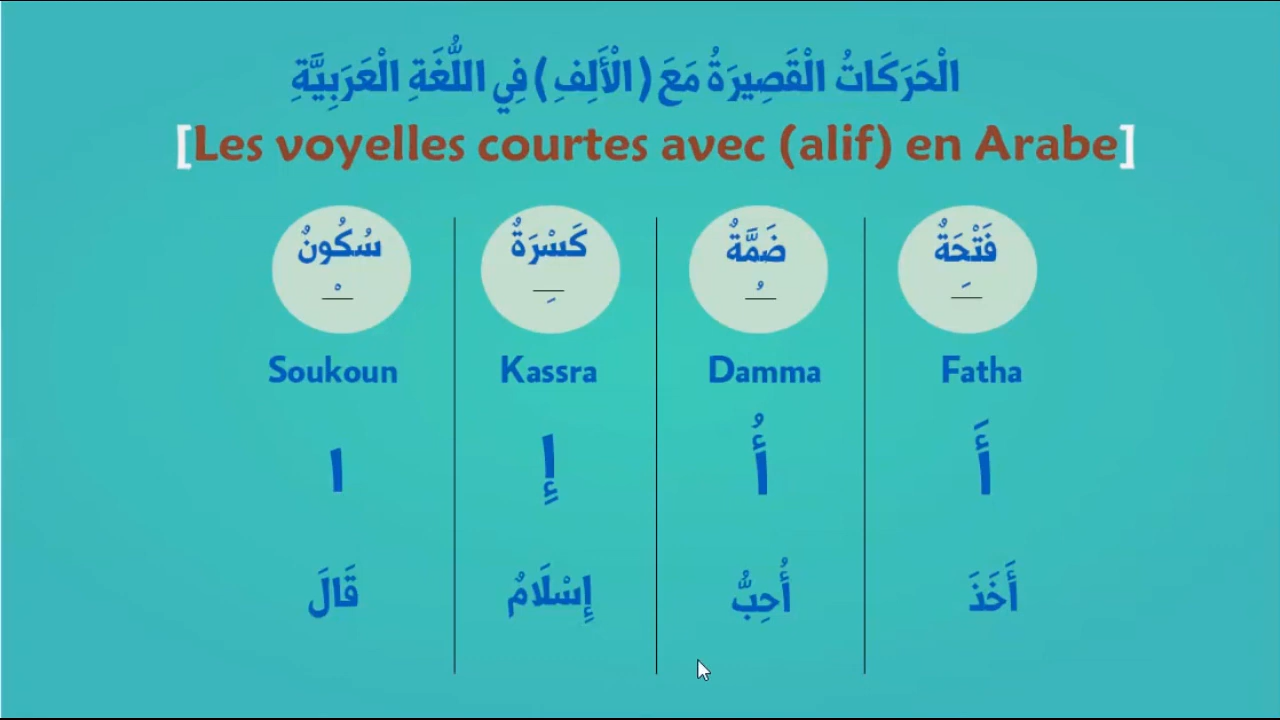 الْحَرَكَاتُ الْقَصِيرَةُ مَعَ (الْأَلِفِ) فِي اللُّغَةِ الْعَرَبِيَّةِ
[Les voyelles courtes avec (alif) en Arabe]
فَتْحَةٌ ضَمَّةٌ كَسْرَةٌ سُكُونٌ
ـَ ـُ ـِ ـْ
Soukoun Kassra Damma Fatha
أَ أُ إِ ا
أَخَذَ أُحِبُّ إِسْلَامٌ قَالَ